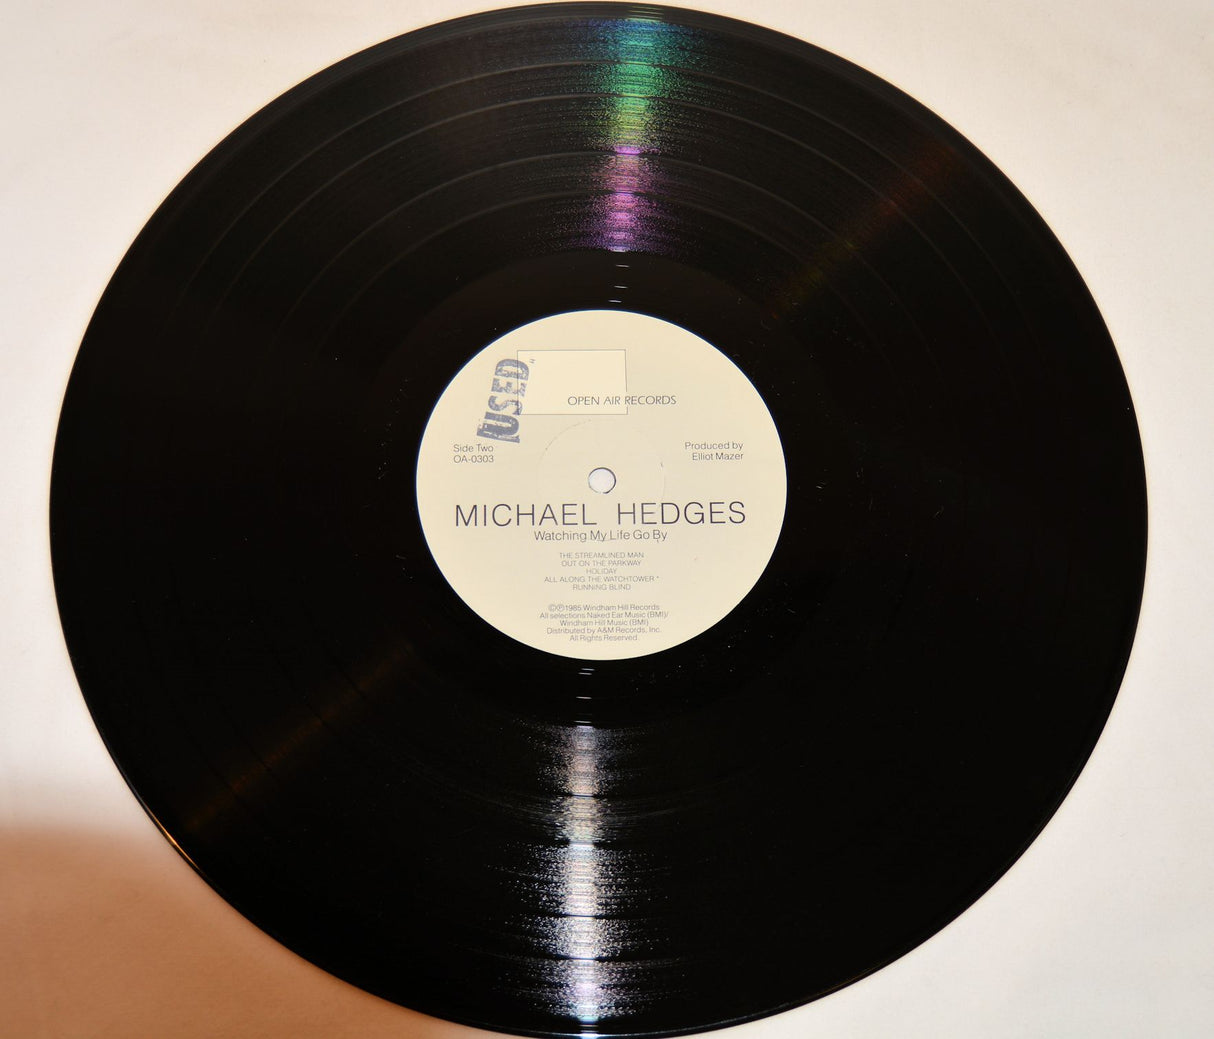 USED
OPEN AIR RECORDS
Side Two
OA-0303
Produced by
Elliot Mazer
MICHAEL HEDGES
Watching My Life Go By
THE STREAMLINED MAN
OUT ON THE PARKWAY
HOLIDAY
ALL ALONG THE WATCHTOWER *
RUNNING BLIND
©℗1985 Windham Hill Records
All selections Naked Ear Music (BMI)/
Windham Hill Music (BMI)
Distributed by A&M Records, Inc.
All Rights Reserved.